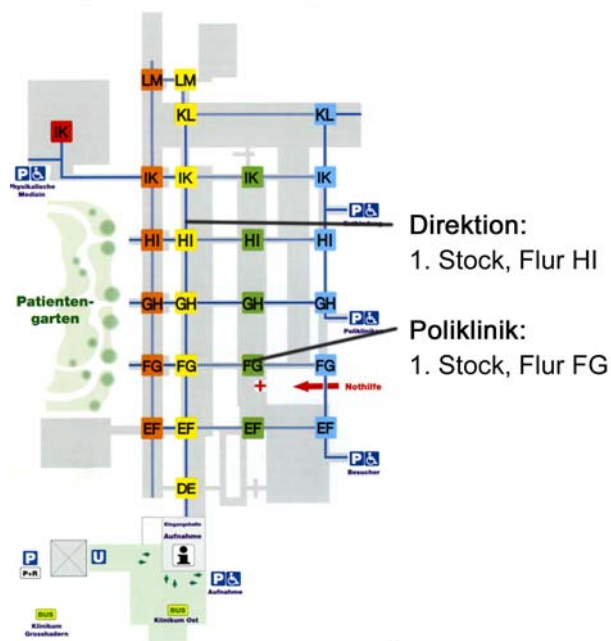 LM LM
KL KL
IK
P
Physikalische
Medizin
IK IK IK IK
P
Direktion:
1. Stock, Flur HI
HI HI HI HI
Patienten-
garten
GH GH GH GH
P
Polikliniken
Poliklinik:
1. Stock, Flur FG
FG FG FG FG
Nothilfe
EF EF EF EF
P
Besucher
DE
Eingangshalle
Aufnahme
i
P
P+R
U
P
Aufnahme
BUS
Klinikum Ost
BUS
Klinikum
Grosshadern